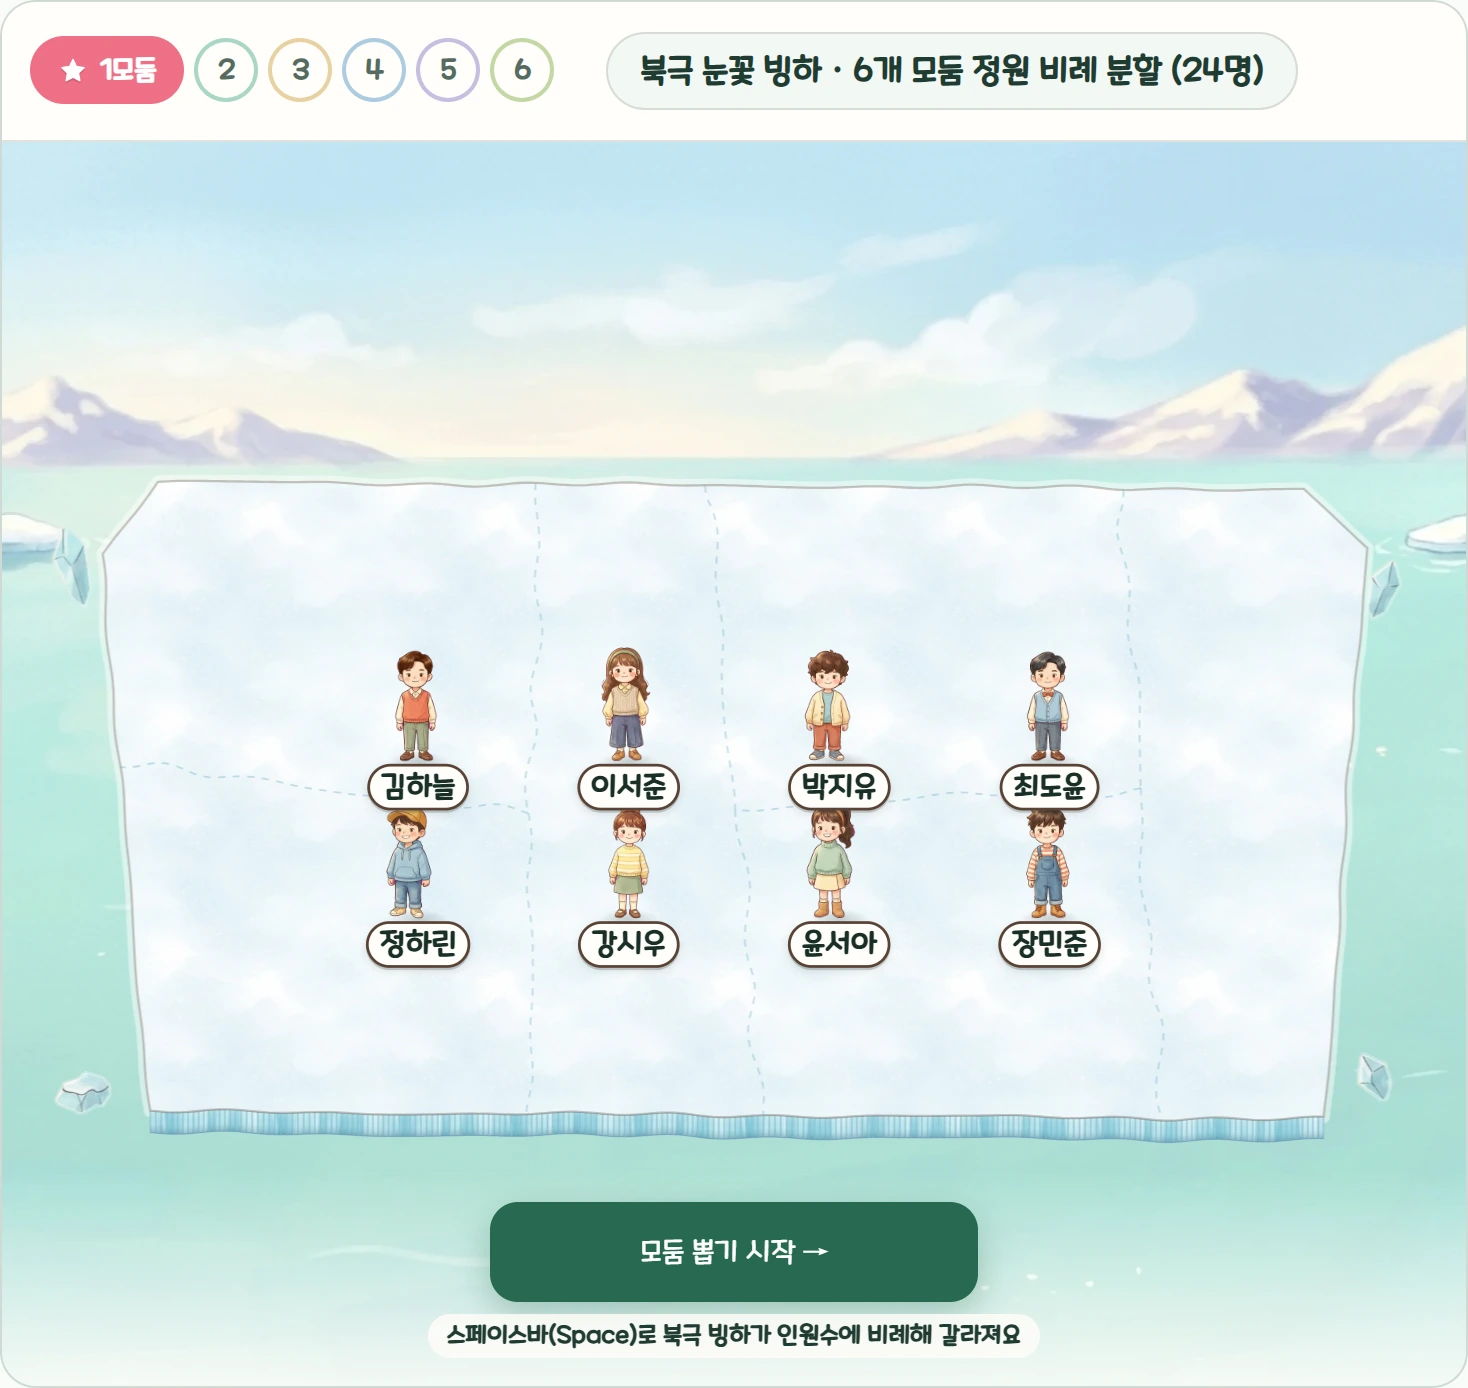 ★ 1모둠 2 3 4 5 6
북극 눈꽃 빙하 · 6개 모둠 정원 비례 분할 (24명)
김하늘 이서준 박지유 최도윤
정하린 강시우 윤서아 장민준
모둠 뽑기 시작 →
스페이스바(Space)로 북극 빙하가 인원수에 비례해 갈라져요